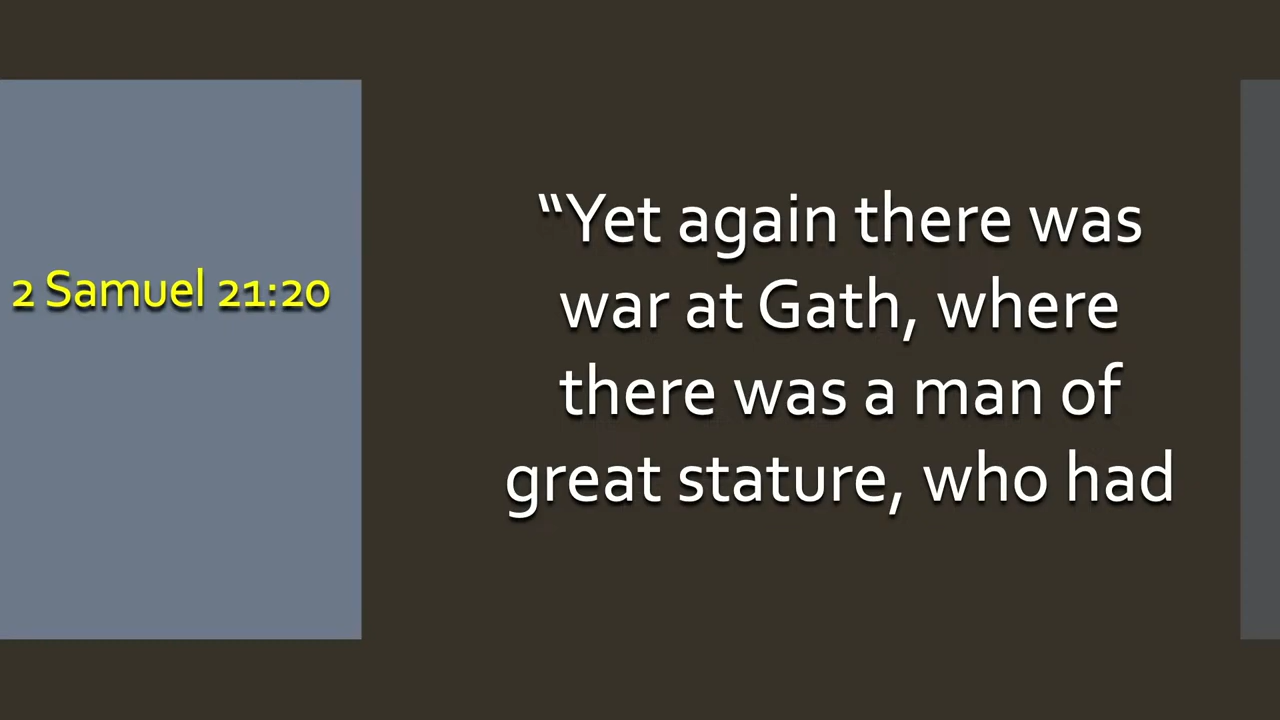 2 Samuel 21:20
“Yet again there was
war at Gath, where
there was a man of
great stature, who had